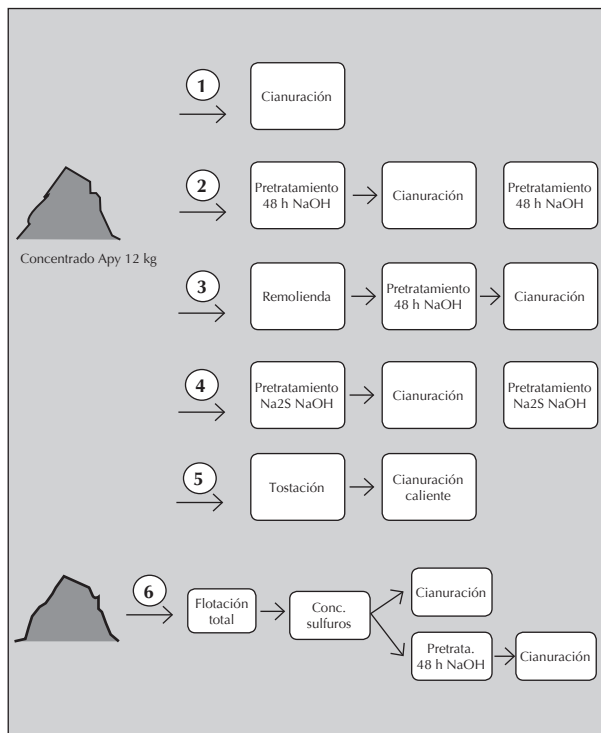 1
Cianuración
2
Pretratamiento
48 h NaOH
Cianuración
Pretratamiento
48 h NaOH
Concentrado Apy 12 kg
3
Remolienda
Pretratamiento
48 h NaOH
Cianuración
4
Pretratamiento
Na2S NaOH
Cianuración
Pretratamiento
Na2S NaOH
5
Tostación
Cianuración
caliente
6
Flotación
total
Conc.
sulfuros
Cianuración
Pretrata.
48 h NaOH
Cianuración